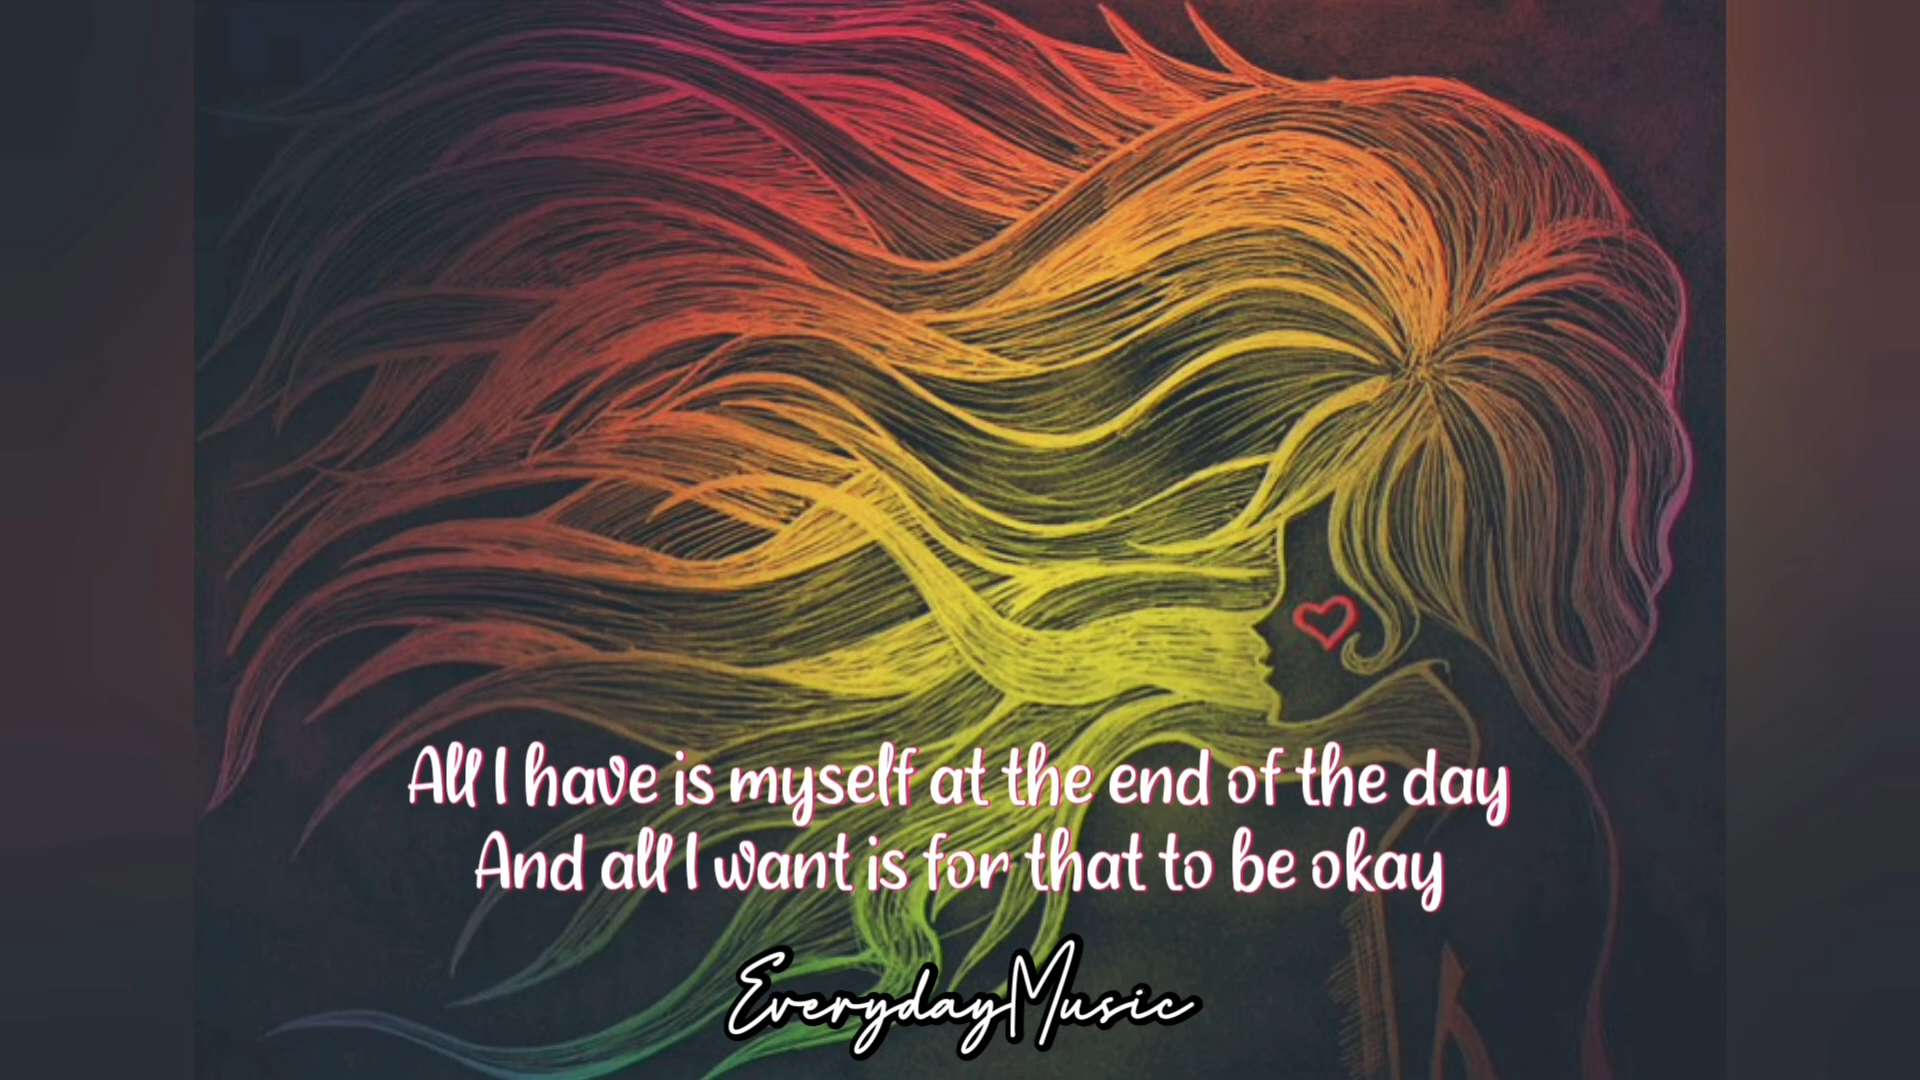 All I have is myself at the end of the day
And all I want is for that to be okay
EverydayMusic